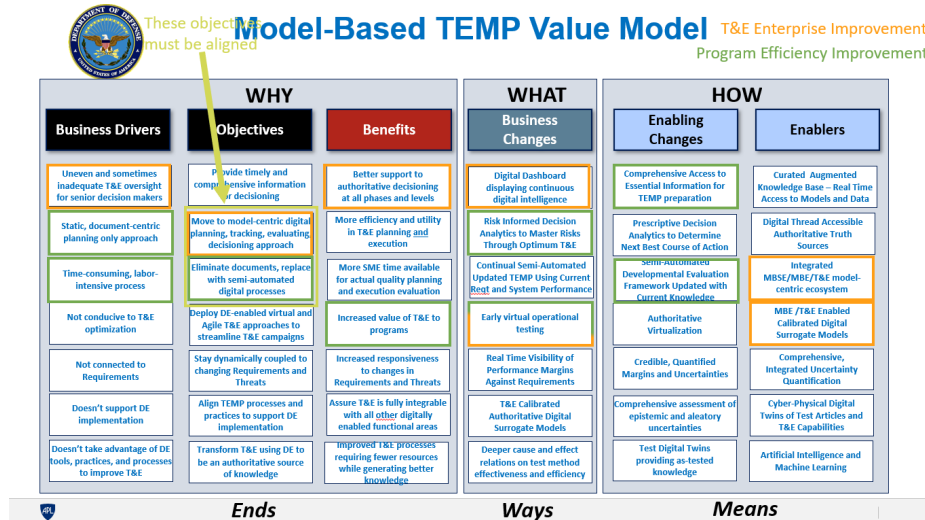 These objectives
must be aligned
Model-Based TEMP Value Model
T&E Enterprise Improvement
Program Efficiency Improvement
DEPARTMENT OF DEFENSE
UNITED STATES OF AMERICA
WHY
WHAT
HOW
Business Drivers
Objectives
Benefits
Business
Changes
Enabling
Changes
Enablers
Uneven and sometimes
inadequate T&E oversight
for senior decision makers
Provide timely and
comprehensive information
for decisioning
Better support to
authoritative decisioning
at all phases and levels
Digital Dashboard
displaying continuous
digital intelligence
Comprehensive Access to
Essential Information for
TEMP preparation
Curated Augmented
Knowledge Base – Real Time
Access to Models and Data
Static, document-centric
planning only approach
Move to model-centric digital
planning, tracking, evaluating
decisioning approach
More efficiency and utility
in T&E planning and
execution
Risk Informed Decision
Analytics to Master Risks
Through Optimum T&E
Prescriptive Decision
Analytics to Determine
Next Best Course of Action
Digital Thread Accessible
Authoritative Truth
Sources
Time-consuming, labor-
intensive process
Eliminate documents, replace
with semi-automated
digital processes
More SME time available
for actual quality planning
and execution evaluation
Continual Semi-Automated
Updated TEMP Using Current
Reqt and System Performance
Semi-Automated
Developmental Evaluation
Framework Updated with
Current Knowledge
Integrated
MBSE/MBE/T&E model-
centric ecosystem
Not conducive to T&E
optimization
Deploy DE-enabled virtual and
Agile T&E approaches to
streamline T&E campaigns
Increased value of T&E to
programs
Early virtual operational
testing
Authoritative
Virtualization
MBE /T&E Enabled
Calibrated Digital
Surrogate Models
Not connected to
Requirements
Stay dynamically coupled to
changing Requirements and
Threats
Increased responsiveness
to changes in
Requirements and Threats
Real Time Visibility of
Performance Margins
Against Requirements
Credible, Quantified
Margins and Uncertainties
Comprehensive,
Integrated Uncertainty
Quantification
Doesn't support DE
implementation
Align TEMP processes and
practices to support DE
implementation
Assure T&E is fully integrable
with all other digitally
enabled functional areas
T&E Calibrated
Authoritative Digital
Surrogate Models
Comprehensive assessment of
epistemic and aleatory
uncertainties
Cyber-Physical Digital
Twins of Test Articles and
T&E Capabilities
Doesn't take advantage of DE
tools, practices, and processes
to improve T&E
Transform T&E using DE to
be an authoritative source
of knowledge
Improved T&E processes
requiring fewer resources
while generating better
knowledge
Deeper cause and effect
relations on test method
effectiveness and efficiency
Test Digital Twins
providing as-tested
knowledge
Artificial Intelligence and
Machine Learning
APL
Ends
Ways
Means